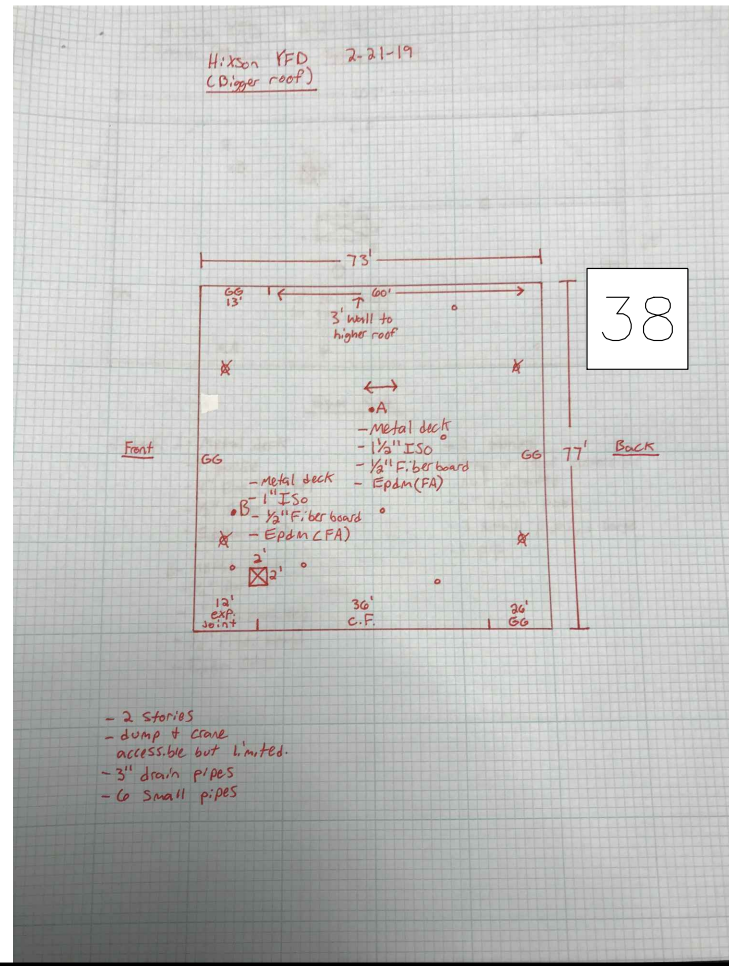 Hixson YFD 2-21-19
(Bigger roof)
73'
GG
13'
60'
3' wall to
higher roof
38
A
- Metal deck
- 1½" ISO
- ½" Fiberboard
- Epdm (FA)
Front
GG
GG
77'
Back
- Metal deck
B - 1" ISO
- ½" Fiberboard
- Epdm (FA)
2'
2'
12'
exp.
Joint
36'
C.F.
26'
GG
- 2 stories
- dump & crane
accessible but limited.
- 3" drain pipes
- 6 small pipes